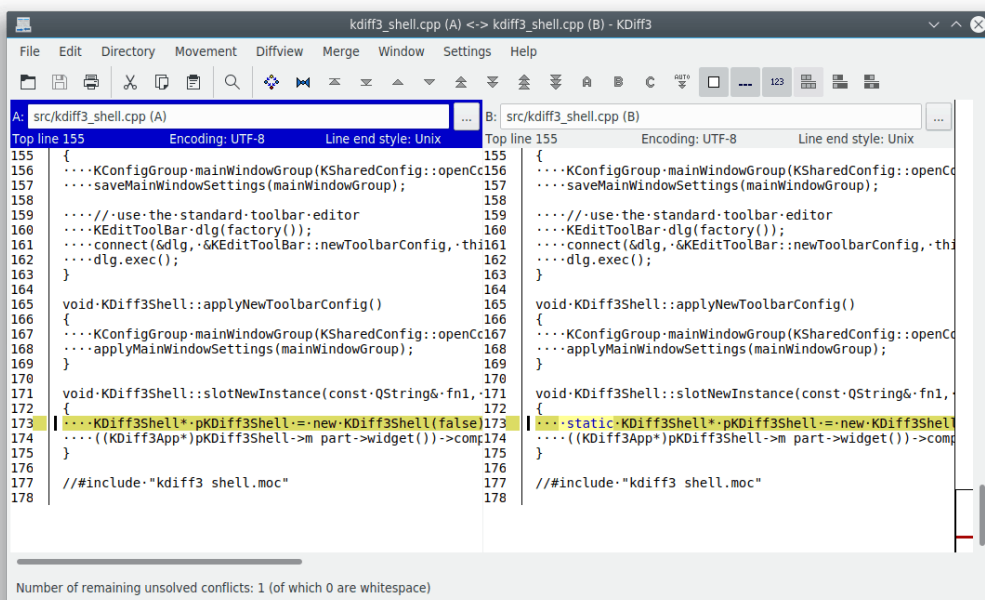 kdiff3_shell.cpp (A) <-> kdiff3_shell.cpp (B) - KDiff3
File Edit Directory Movement Diffview Merge Window Settings Help
A B C AUTO 123
A: src/kdiff3_shell.cpp (A) ... B: src/kdiff3_shell.cpp (B) ...
Top line 155 Encoding: UTF-8 Line end style: Unix Top line 155 Encoding: UTF-8 Line end style: Unix
155 {
156 ····KConfigGroup·mainWindowGroup(KSharedConfig::openCo
157 ····saveMainWindowSettings(mainWindowGroup);
158
159 ····//·use·the·standard·toolbar·editor
160 ····KEditToolBar·dlg(factory());
161 ····connect(&dlg,·&KEditToolBar::newToolbarConfig,·thi
162 ····dlg.exec();
163 }
164
165 void·KDiff3Shell::applyNewToolbarConfig()
166 {
167 ····KConfigGroup·mainWindowGroup(KSharedConfig::openCo
168 ····applyMainWindowSettings(mainWindowGroup);
169 }
170
171 void·KDiff3Shell::slotNewInstance(const·QString&·fn1,·
172 {
173 ····KDiff3Shell*·pKDiff3Shell·=·new·KDiff3Shell(false)
174 ····((KDiff3App*)pKDiff3Shell->m part->widget())->comp
175 }
176
177 //#include·"kdiff3 shell.moc"
178
155 {
156 ····KConfigGroup·mainWindowGroup(KSharedConfig::openCo
157 ····saveMainWindowSettings(mainWindowGroup);
158
159 ····//·use·the·standard·toolbar·editor
160 ····KEditToolBar·dlg(factory());
161 ····connect(&dlg,·&KEditToolBar::newToolbarConfig,·thi
162 ····dlg.exec();
163 }
164
165 void·KDiff3Shell::applyNewToolbarConfig()
166 {
167 ····KConfigGroup·mainWindowGroup(KSharedConfig::openCo
168 ····applyMainWindowSettings(mainWindowGroup);
169 }
170
171 void·KDiff3Shell::slotNewInstance(const·QString&·fn1,·
172 {
173 ····static·KDiff3Shell*·pKDiff3Shell·=·new·KDiff3Shell
174 ····((KDiff3App*)pKDiff3Shell->m part->widget())->comp
175 }
176
177 //#include·"kdiff3 shell.moc"
178
Number of remaining unsolved conflicts: 1 (of which 0 are whitespace)